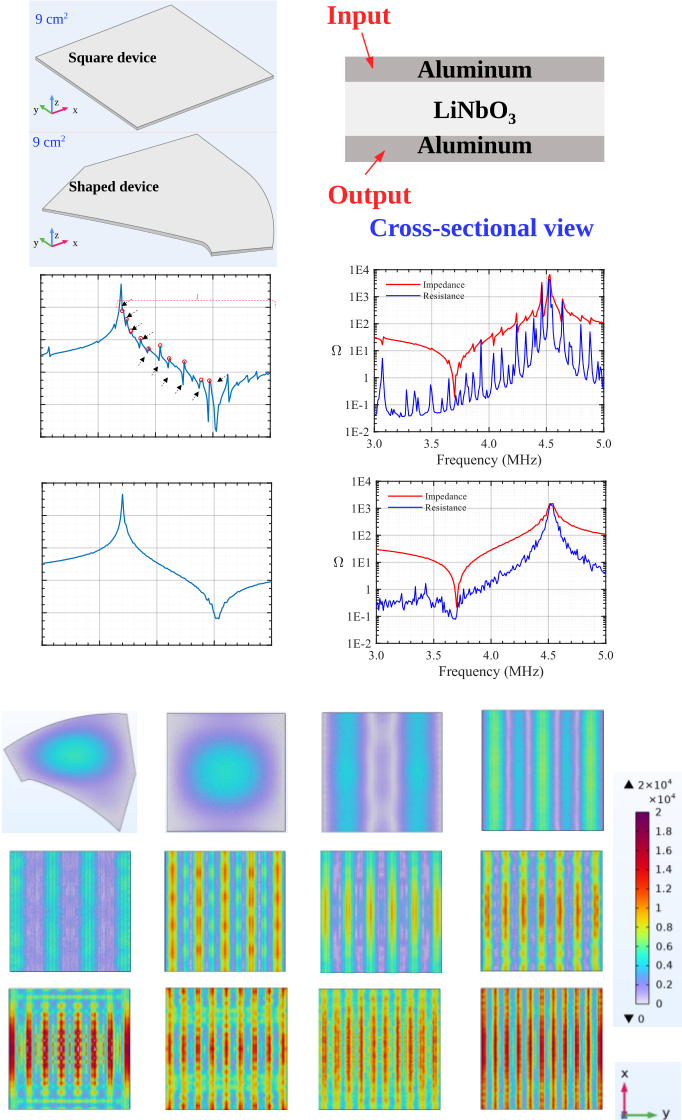 9 cm²
Square device
z
y
x
9 cm²
Shaped device
z
y
x
Input
Aluminum
LiNbO₃
Aluminum
Output
Cross-sectional view
1E4
1E3
1E2
1E1
1
1E-1
1E-2
Ω
Impedance
Resistance
3.0 3.5 4.0 4.5 5.0
Frequency (MHz)
1E4
1E3
1E2
1E1
1
1E-1
1E-2
Ω
Impedance
Resistance
3.0 3.5 4.0 4.5 5.0
Frequency (MHz)
▲ 2×10⁴
×10⁴
2
1.8
1.6
1.4
1.2
1
0.8
0.6
0.4
0.2
0
▼ 0
x
y